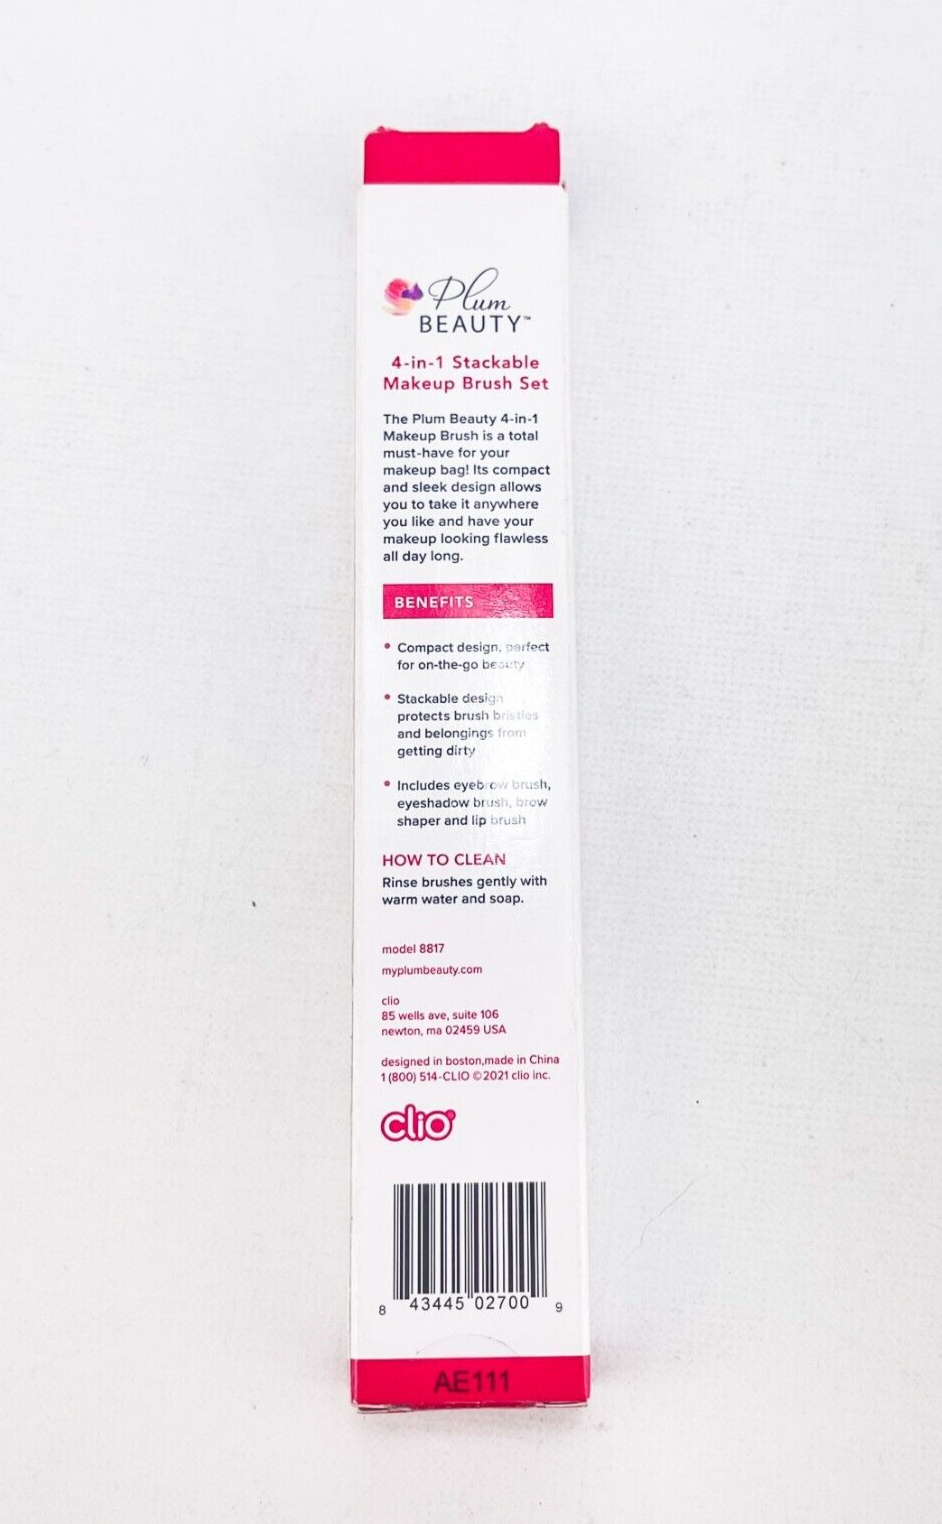 Plum
BEAUTY™
4-in-1 Stackable
Makeup Brush Set
The Plum Beauty 4-in-1
Makeup Brush is a total
must-have for your
makeup bag! Its compact
and sleek design allows
you to take it anywhere
you like and have your
makeup looking flawless
all day long.
BENEFITS
• Compact design, perfect
for on-the-go beauty
• Stackable design
protects brush bristles
and belongings from
getting dirty
• Includes eyebrow brush,
eyeshadow brush, brow
shaper and lip brush
HOW TO CLEAN
Rinse brushes gently with
warm water and soap.
model 8817
myplumbeauty.com
clio
85 wells ave, suite 106
newton, ma 02459 USA
designed in boston,made in China
1 (800) 514-CLIO ©2021 clio inc.
clio
8 43445 02700 9
AE111